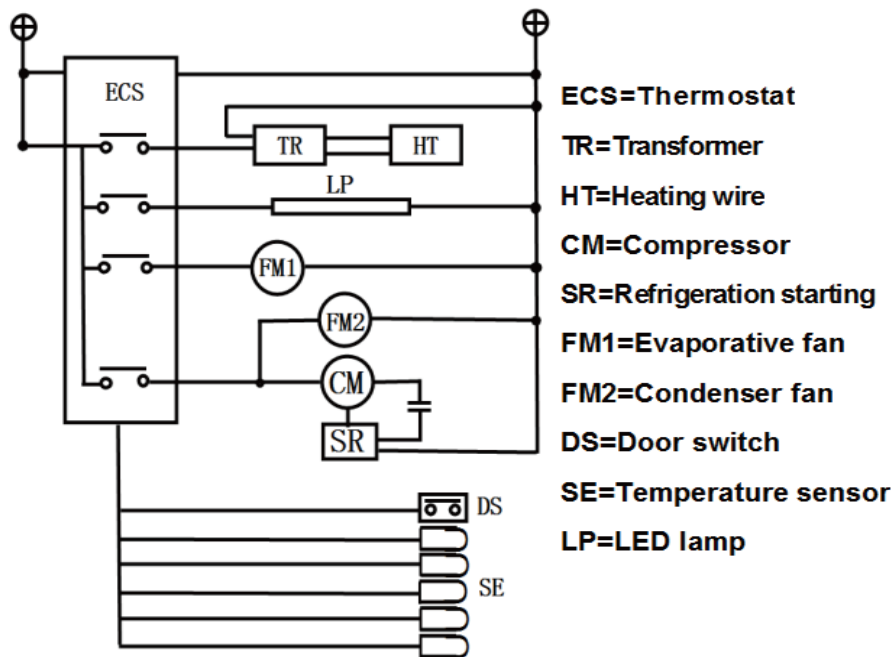 ECS
TR
HT
LP
FM1
FM2
CM
SR
DS
SE
ECS=Thermostat
TR=Transformer
HT=Heating wire
CM=Compressor
SR=Refrigeration starting
FM1=Evaporative fan
FM2=Condenser fan
DS=Door switch
SE=Temperature sensor
LP=LED lamp